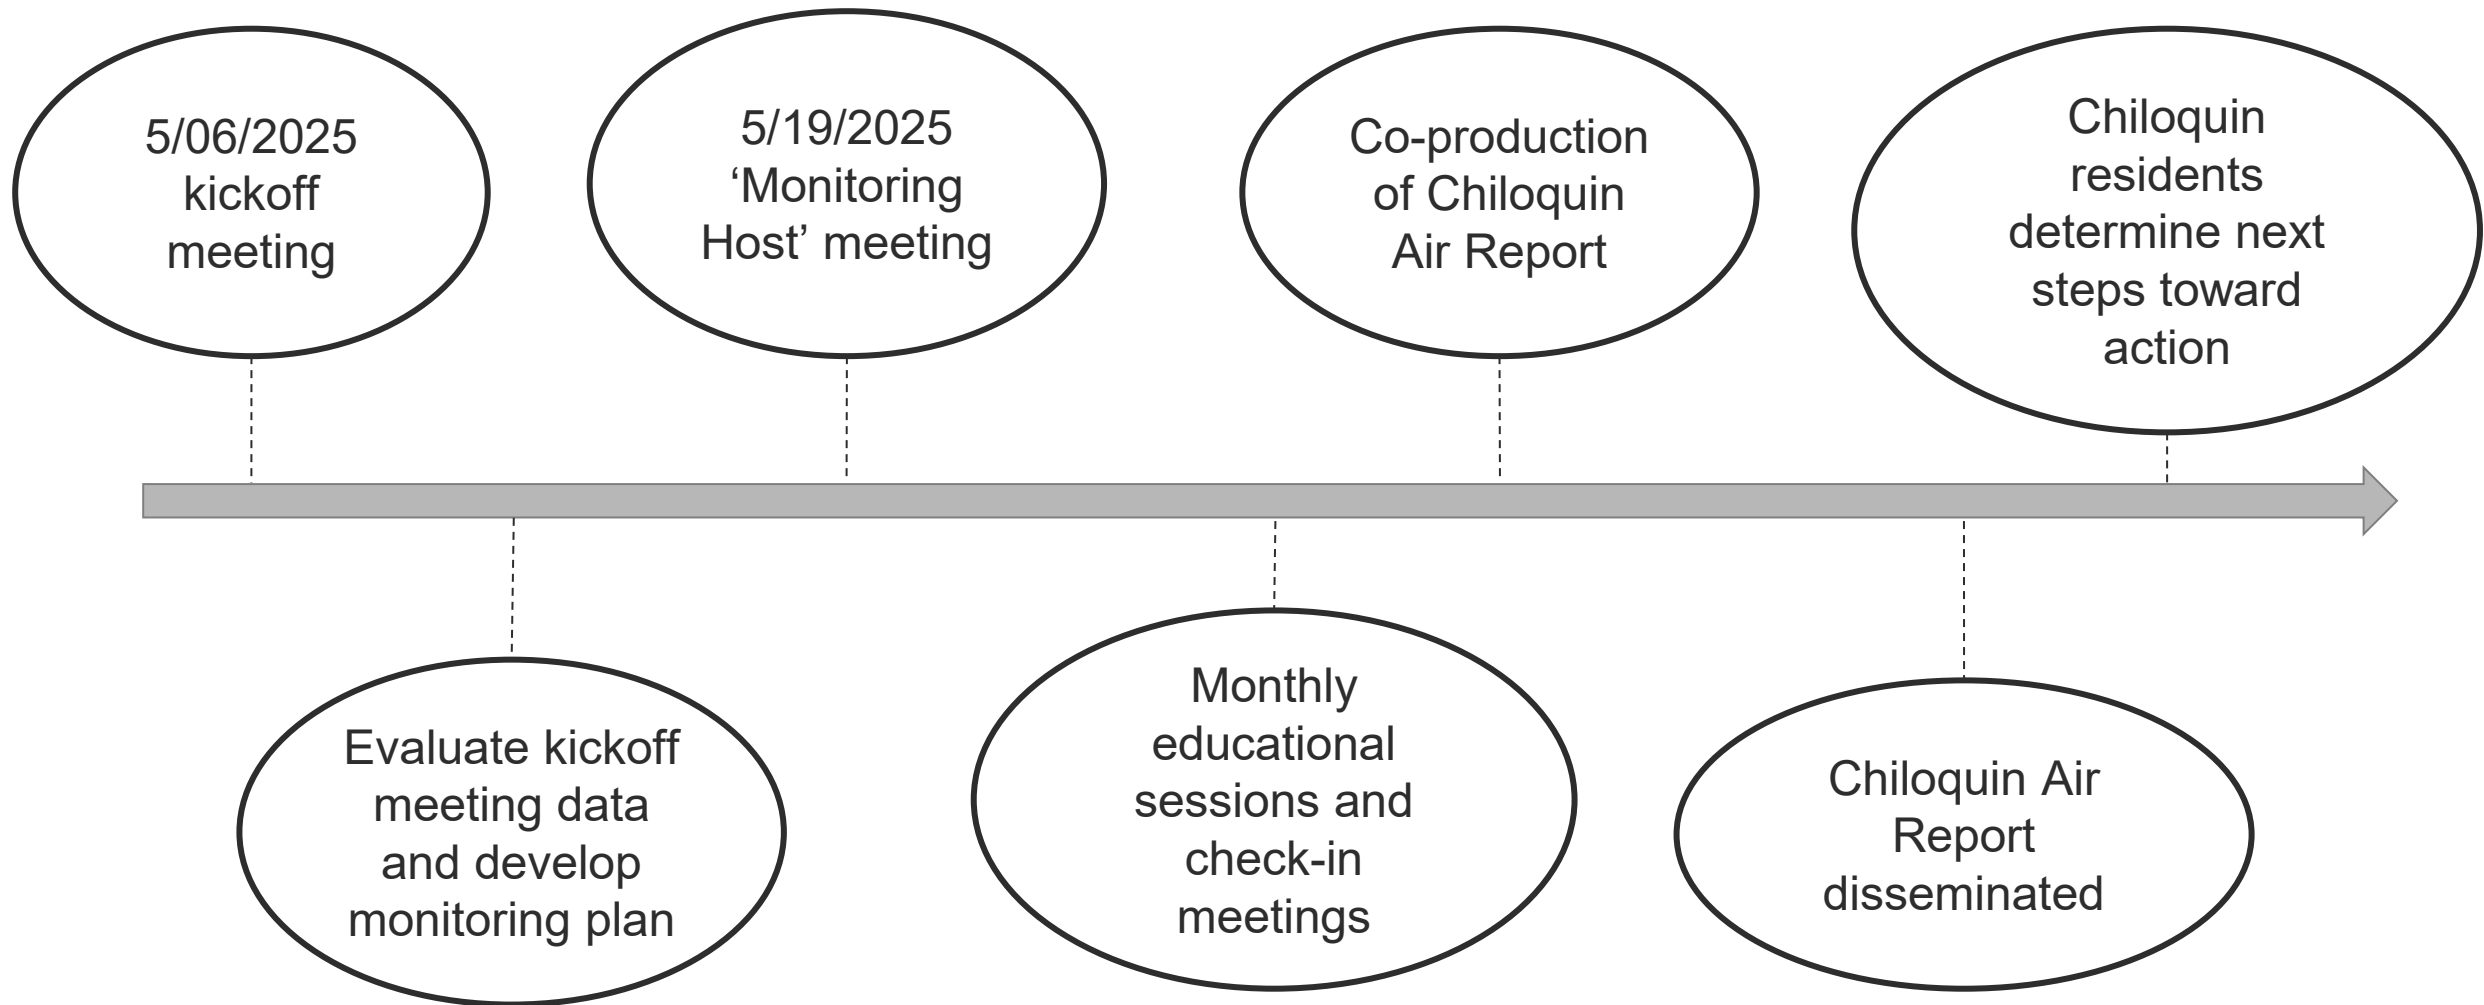 5/06/2025
kickoff
meeting
5/19/2025
‘Monitoring
Host’ meeting
Co-production
of Chiloquin
Air Report
Chiloquin
residents
determine next
steps toward
action
Evaluate kickoff
meeting data
and develop
monitoring plan
Monthly
educational
sessions and
check-in
meetings
Chiloquin Air
Report
disseminated